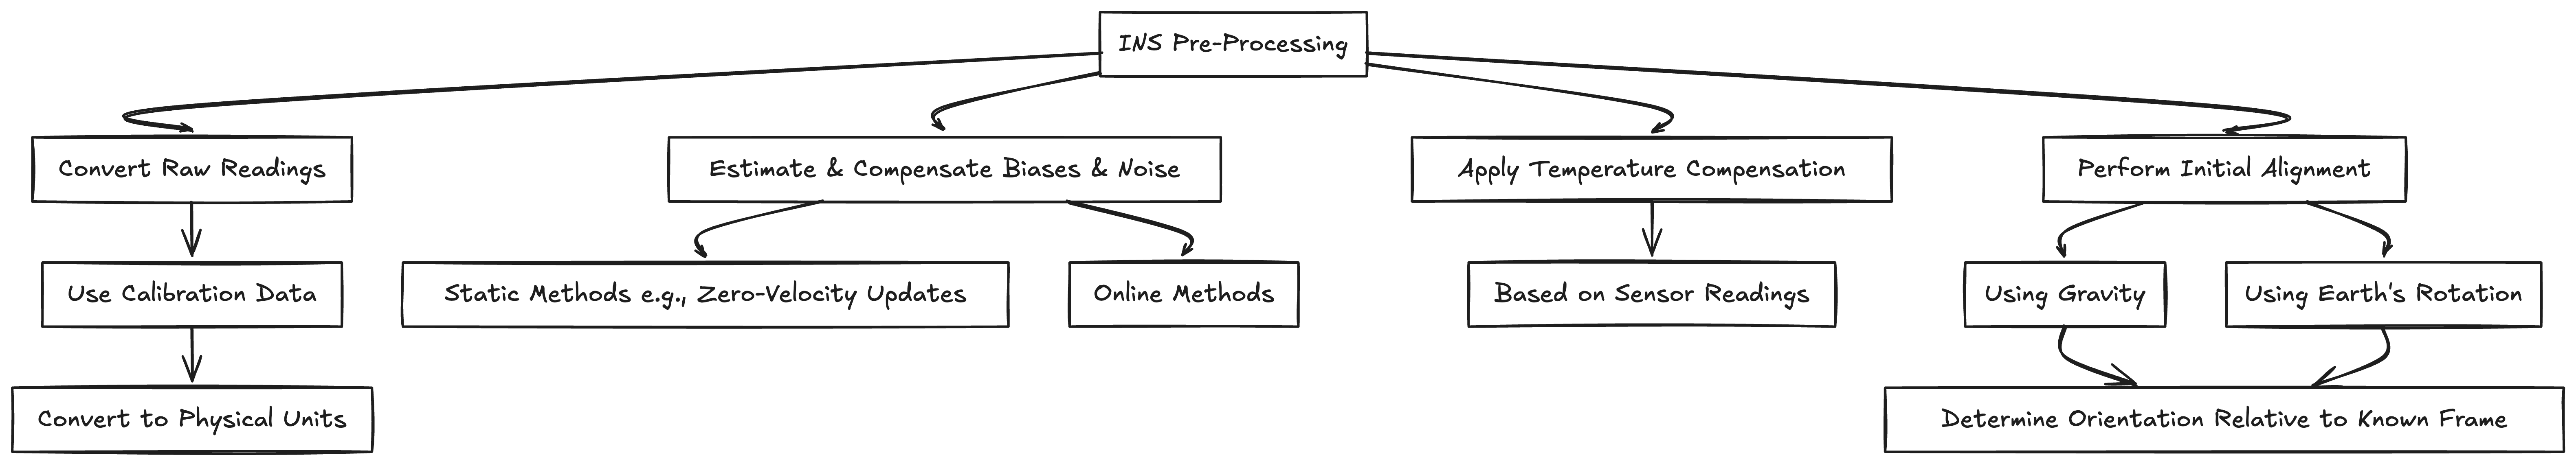 INS Pre-Processing
Convert Raw Readings
Estimate & Compensate Biases & Noise
Apply Temperature Compensation
Perform Initial Alignment
Use Calibration Data
Static Methods e.g., Zero-Velocity Updates
Online Methods
Based on Sensor Readings
Using Gravity
Using Earth's Rotation
Convert to Physical Units
Determine Orientation Relative to Known Frame